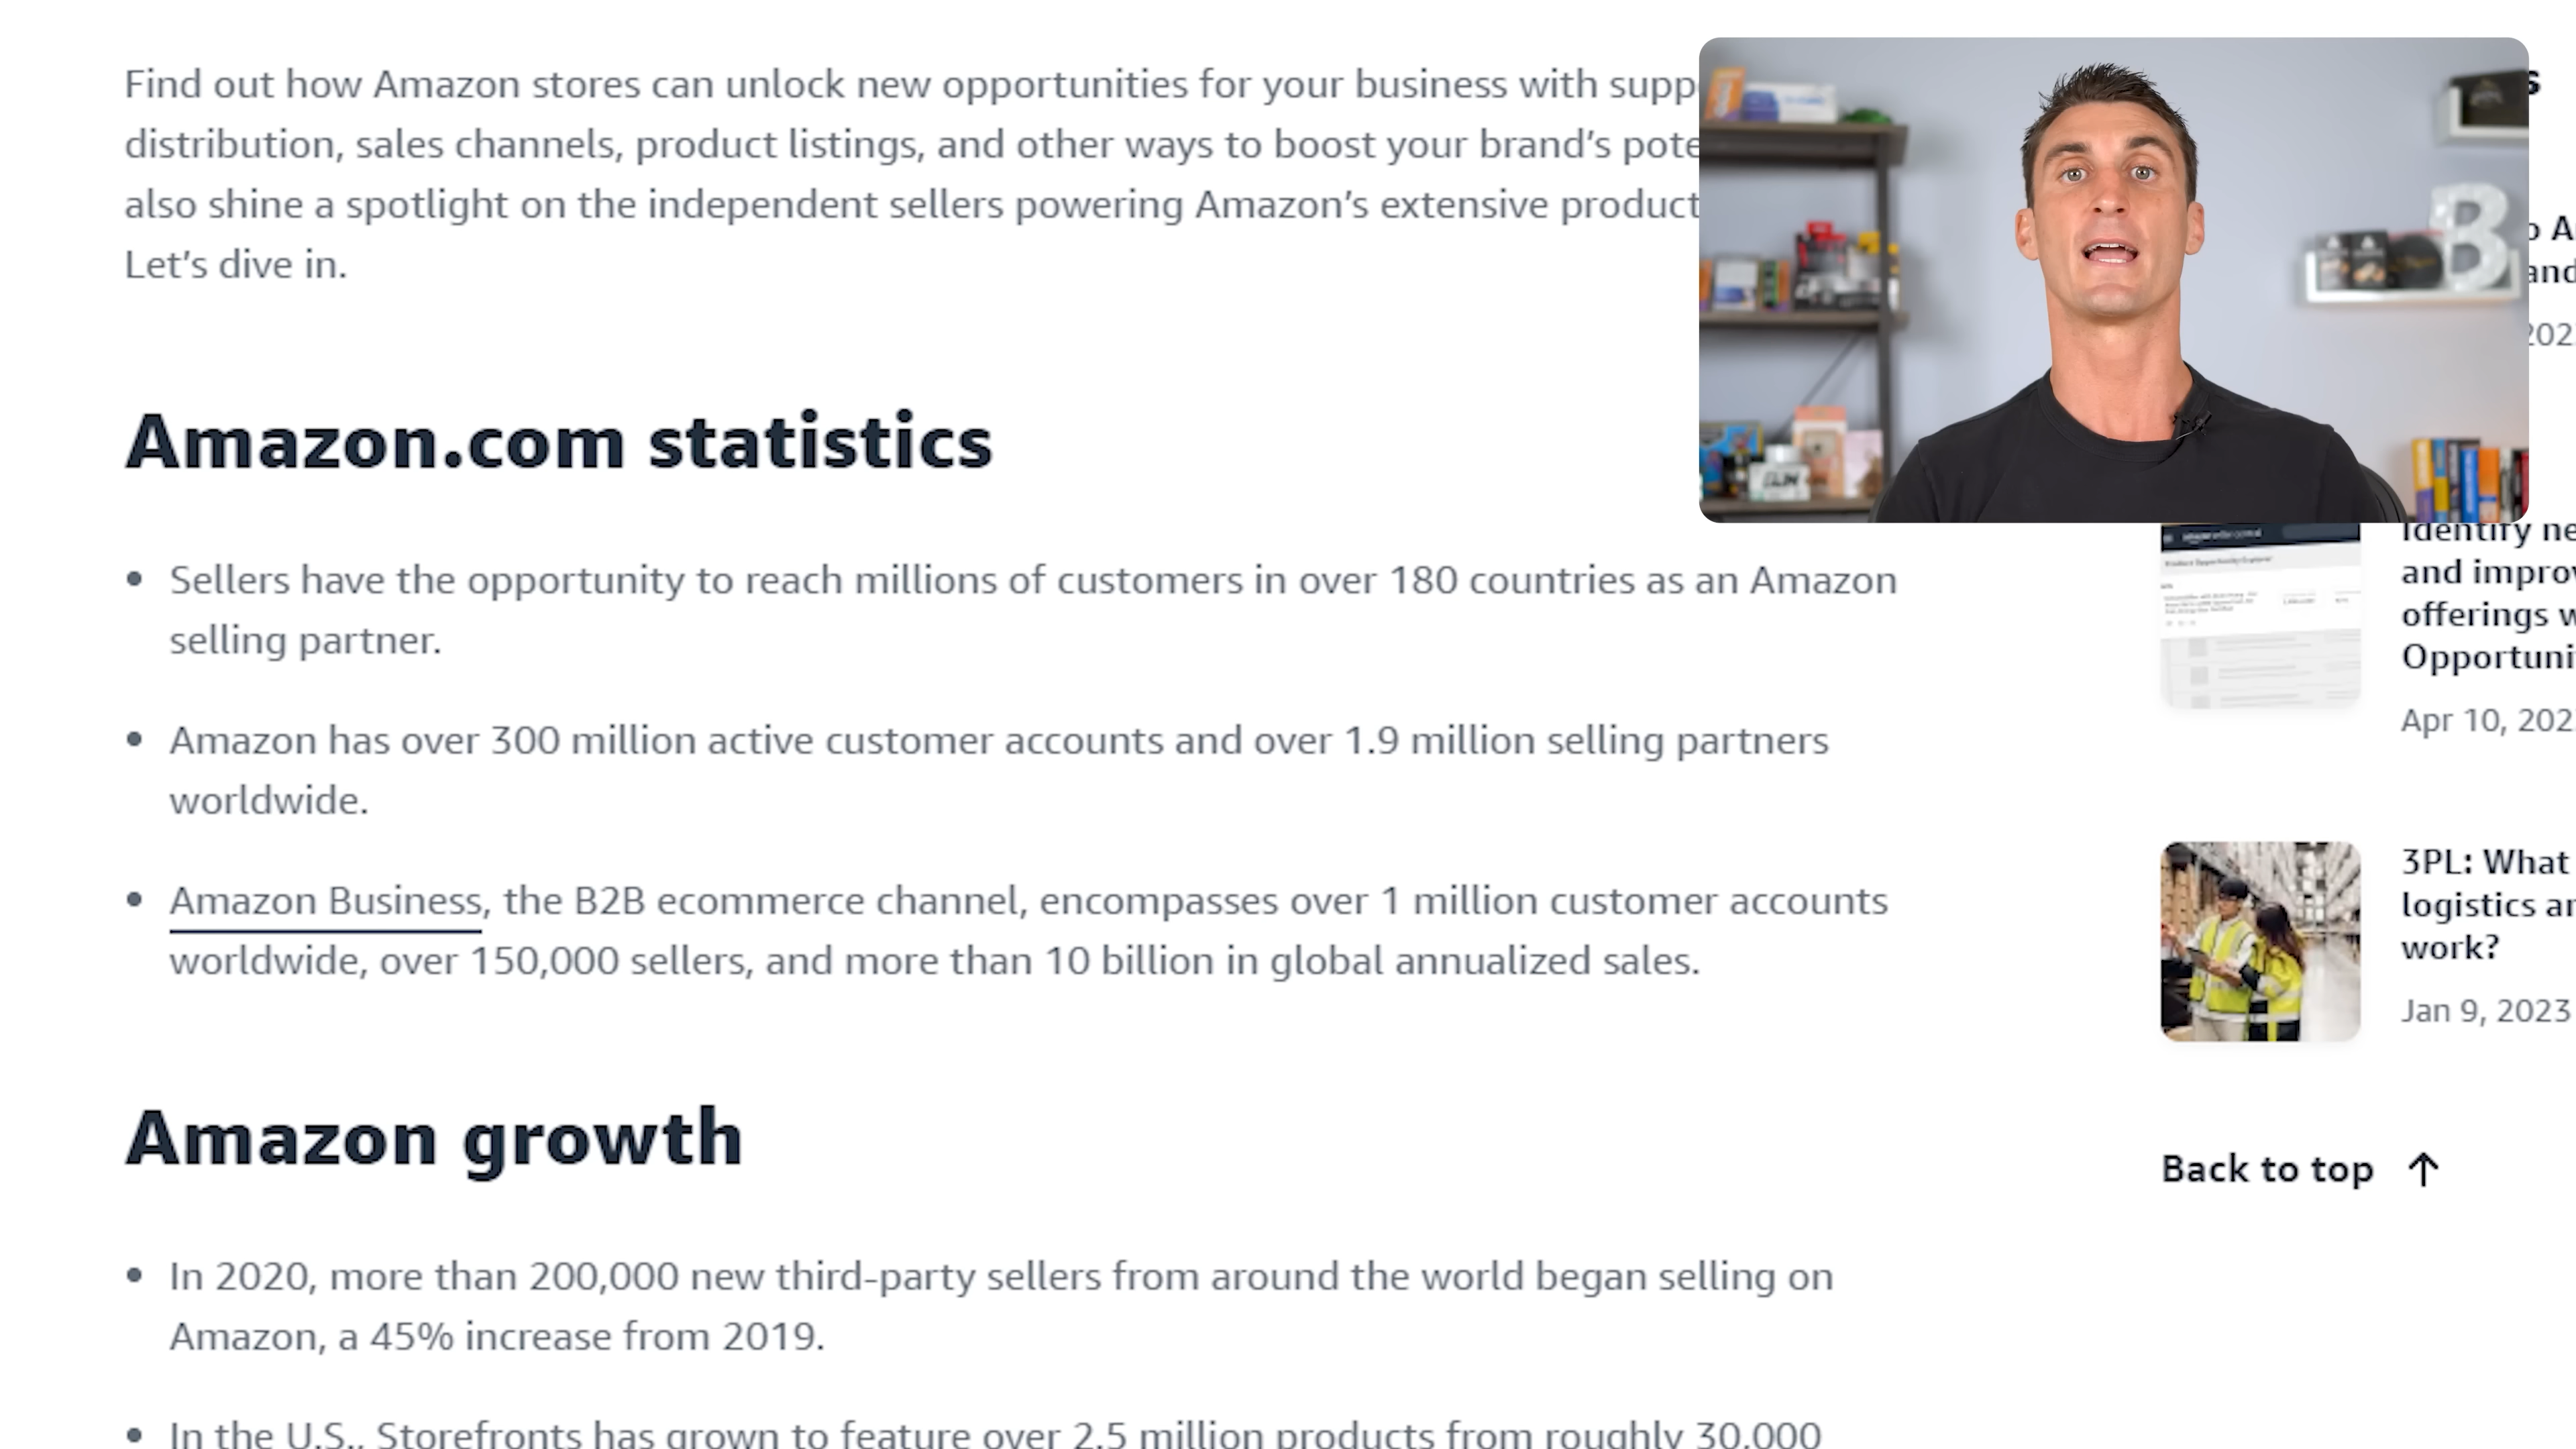 Find out how Amazon stores can unlock new opportunities for your business with
distribution, sales channels, product listings, and other ways to boost your brand’s
also shine a spotlight on the independent sellers powering Amazon’s extensive product
Let’s dive in.
Amazon.com statistics
• Sellers have the opportunity to reach millions of customers in over 180 countries as an Amazon
selling partner.
• Amazon has over 300 million active customer accounts and over 1.9 million selling partners
worldwide.
• Amazon Business, the B2B ecommerce channel, encompasses over 1 million customer accounts
worldwide, over 150,000 sellers, and more than 10 billion in global annualized sales.
Amazon growth
• In 2020, more than 200,000 new third-party sellers from around the world began selling on
Amazon, a 45% increase from 2019.
• In the U.S., Storefronts has grown to feature over 2.5 million products from roughly 30,000
B
Identify
and
offerings
Apr 10,
3PL: What
logistics
work?
Jan 9, 2023
Back to top ↑